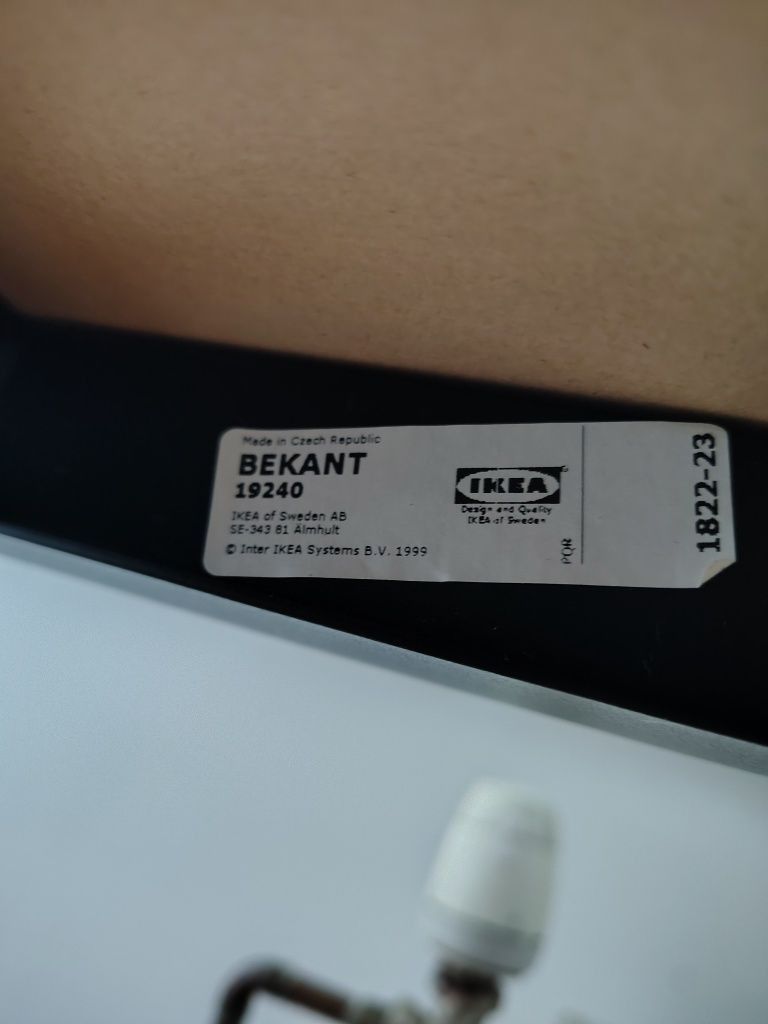 Made in Czech Republic
BEKANT
19240
IKEA of Sweden AB
SE-343 81 Älmhult
© Inter IKEA Systems B.V. 1999
IKEA®
Design and Quality
IKEA of Sweden
PQR
1822-23